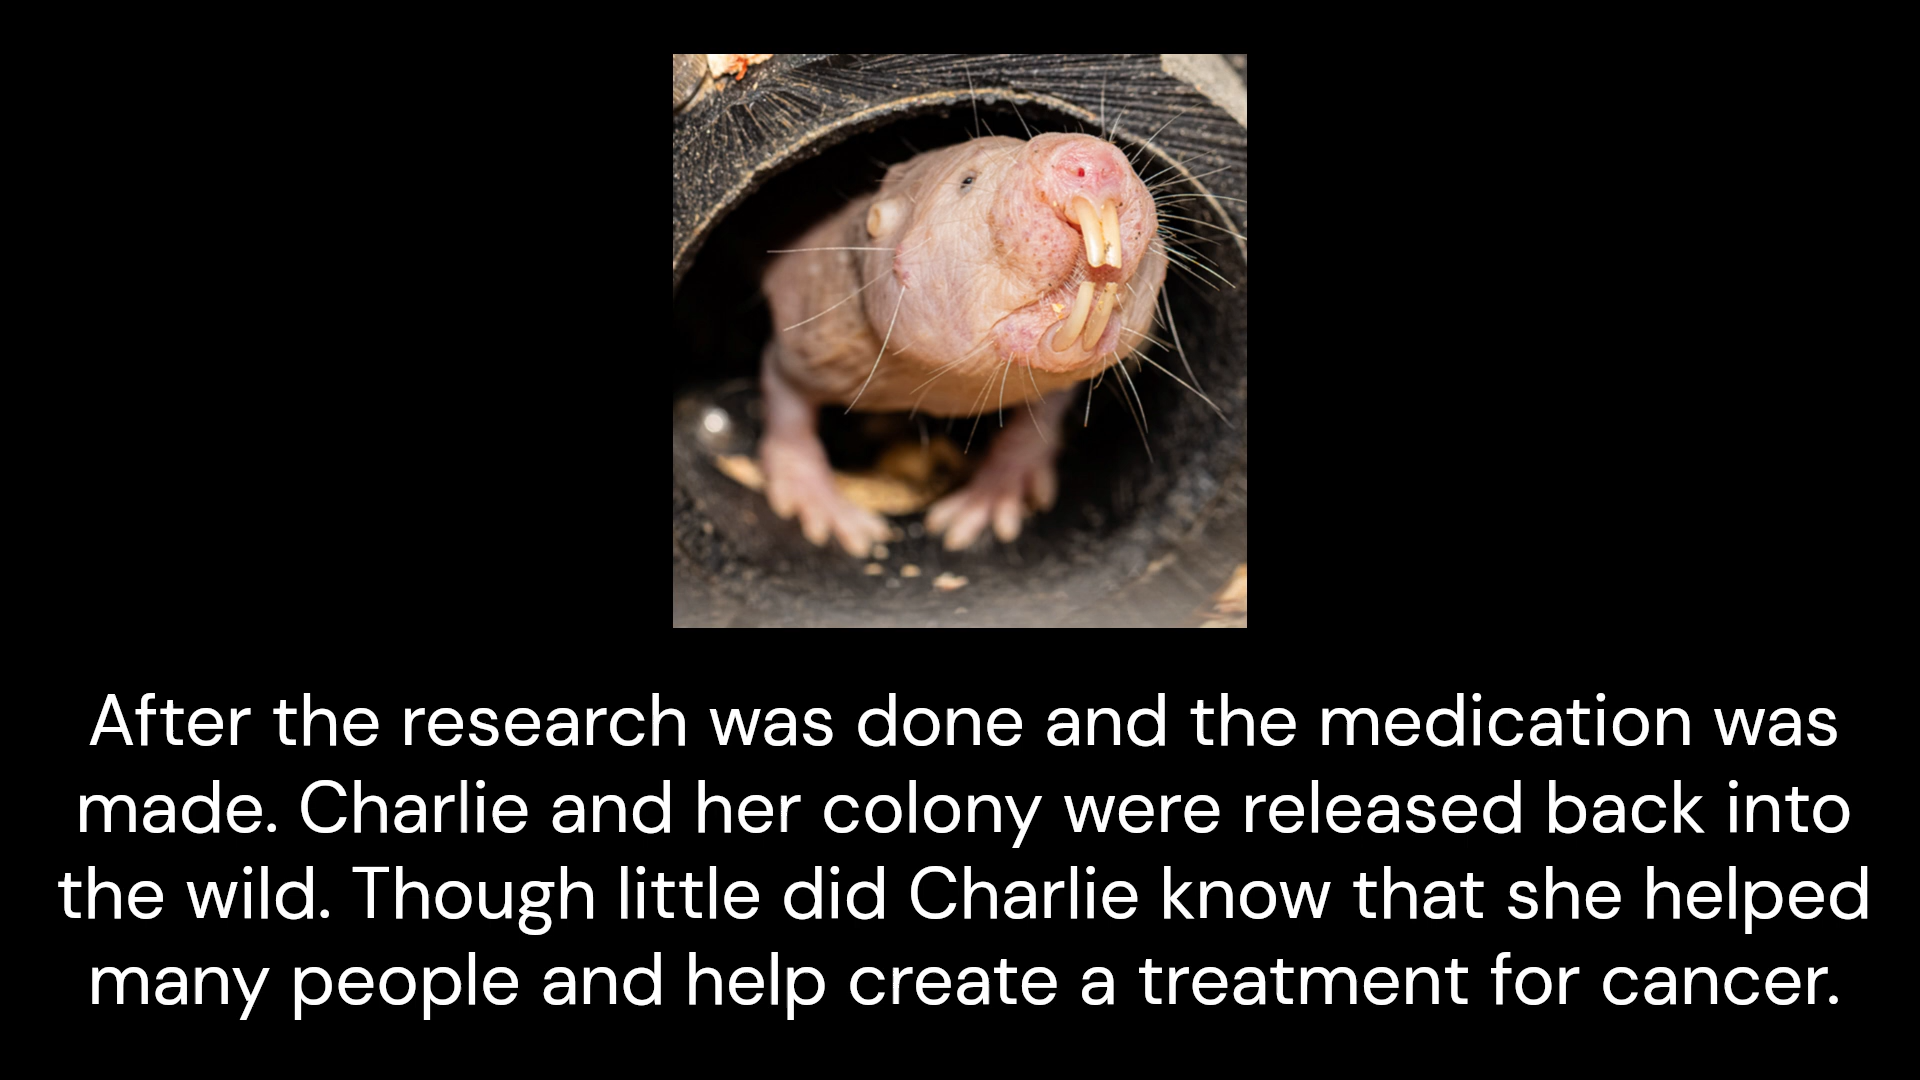 After the research was done and the medication was
made. Charlie and her colony were released back into
the wild. Though little did Charlie know that she helped
many people and help create a treatment for cancer.